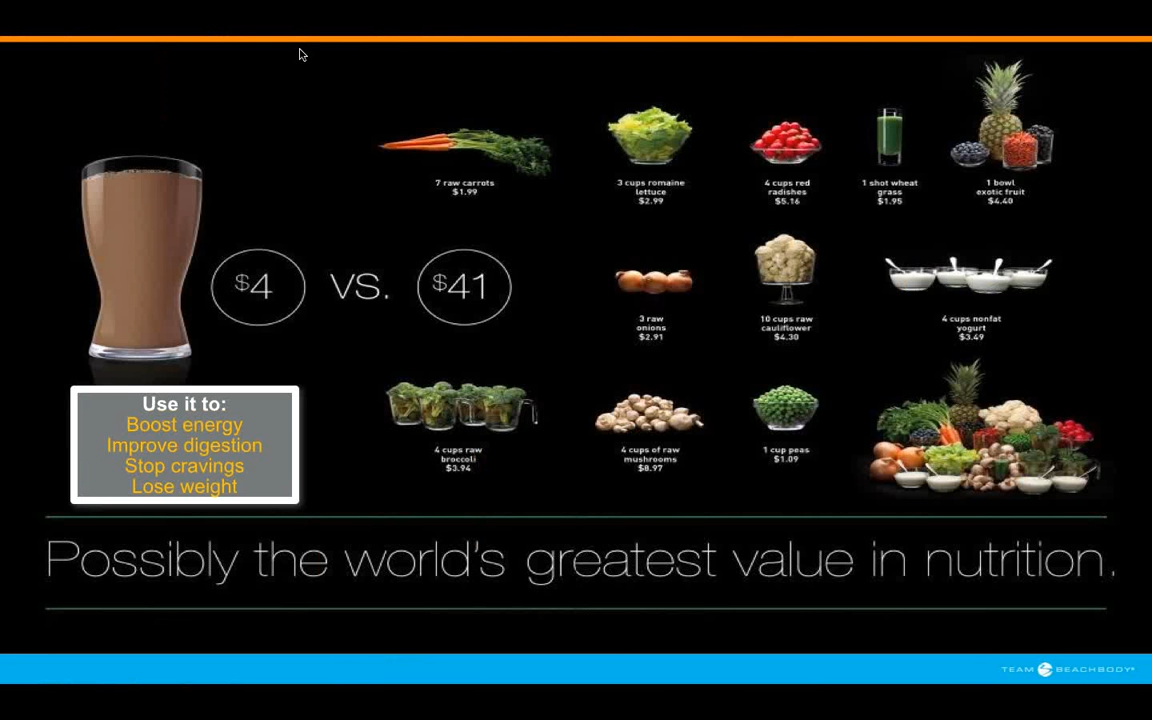 7 raw carrots
$1.99
3 cups romaine
lettuce
$2.99
4 cups red
radishes
$5.16
1 shot wheat
grass
$1.95
1 bowl
exotic fruit
$4.40
$4 VS. $41
3 raw
onions
$2.91
10 cups raw
cauliflower
$4.30
4 cups nonfat
yogurt
$3.49
Use it to:
Boost energy
Improve digestion
Stop cravings
Lose weight
4 cups raw
broccoli
$3.94
4 cups of raw
mushrooms
$8.97
1 cup peas
$1.09
Possibly the world's greatest value in nutrition.
TEAM BEACHBODY